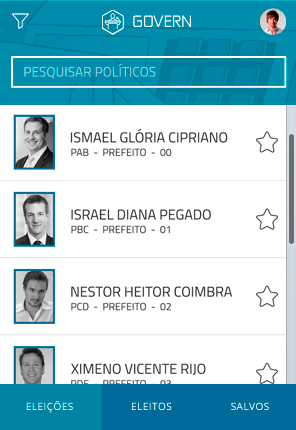 GOVERN
PESQUISAR POLÍTICOS
ISMAEL GLÓRIA CIPRIANO
PAB - PREFEITO - 00
ISRAEL DIANA PEGADO
PBC - PREFEITO - 01
NESTOR HEITOR COIMBRA
PCD - PREFEITO - 02
XIMENO VICENTE RIJO
PDE - PREFEITO - 03
ELEIÇÕES ELEITOS SALVOS